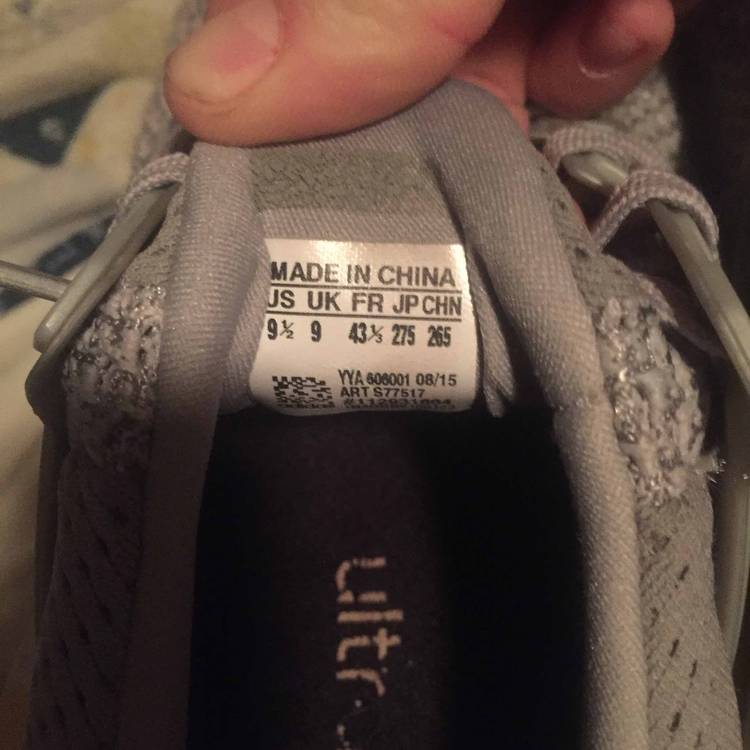 MADE IN CHINA
US UK FR JP CHN
9½ 9 43⅓ 275 265
YYA 606001 08/15
ART S77517
adidas
ultr